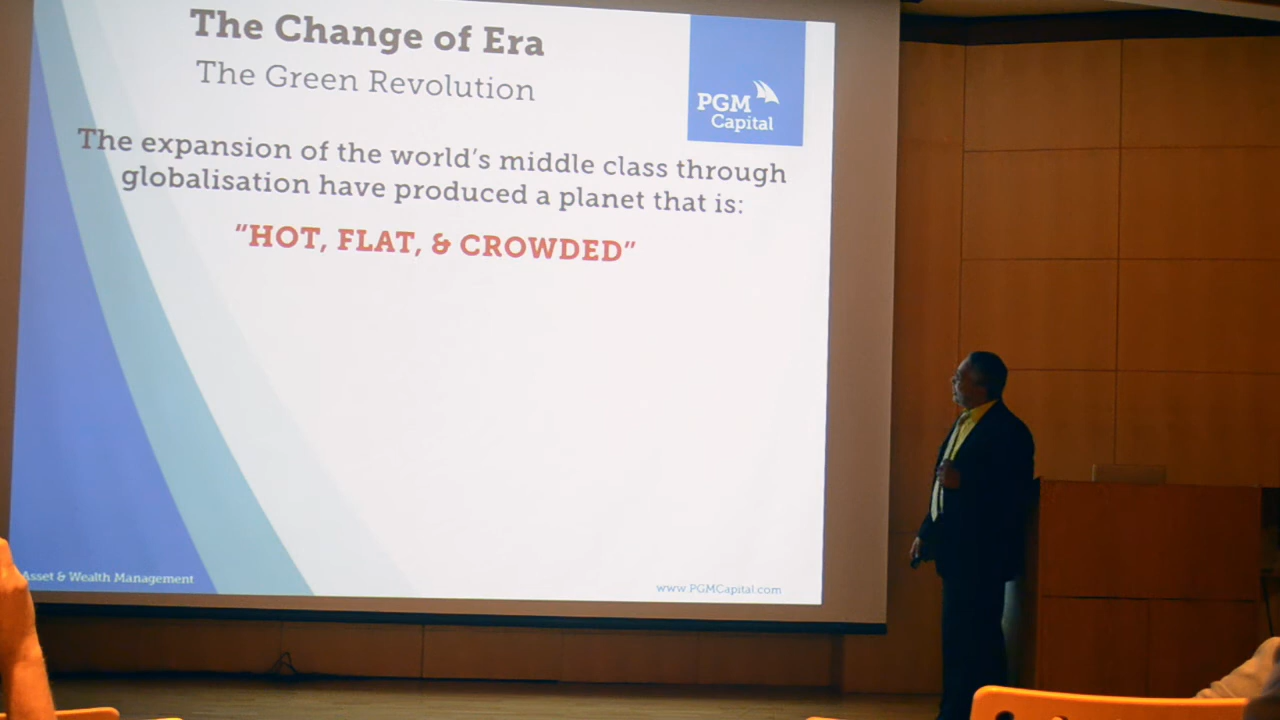 The Change of Era
The Green Revolution
PGM
Capital
The expansion of the world's middle class through
globalisation have produced a planet that is:
"HOT, FLAT, & CROWDED"
Asset & Wealth Management
www.PGMCapital.com